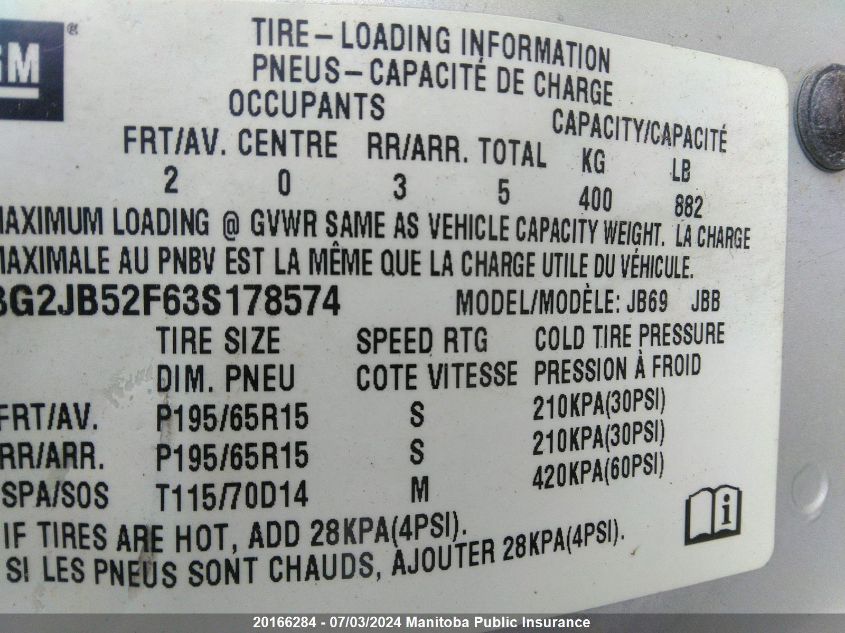 GM ®
TIRE-LOADING INFORMATION
PNEUS-CAPACITÉ DE CHARGE
OCCUPANTS CAPACITY/CAPACITÉ
FRT/AV. CENTRE RR/ARR. TOTAL KG LB
2 0 3 5 400 882
MAXIMUM LOADING @ GVWR SAME AS VEHICLE CAPACITY WEIGHT. LA CHARGE
MAXIMALE AU PNBV EST LA MÊME QUE LA CHARGE UTILE DU VÉHICULE.
3G2JB52F63S178574 MODEL/MODÈLE: JB69 JBB
TIRE SIZE SPEED RTG COLD TIRE PRESSURE
DIM. PNEU COTE VITESSE PRESSION À FROID
FRT/AV. P195/65R15 S 210KPA(30PSI)
RR/ARR. P195/65R15 S 210KPA(30PSI)
SPA/SOS T115/70D14 M 420KPA(60PSI)
IF TIRES ARE HOT, ADD 28KPA(4PSI).
SI LES PNEUS SONT CHAUDS, AJOUTER 28KPA(4PSI).
i
20166284 - 07/03/2024 Manitoba Public Insurance